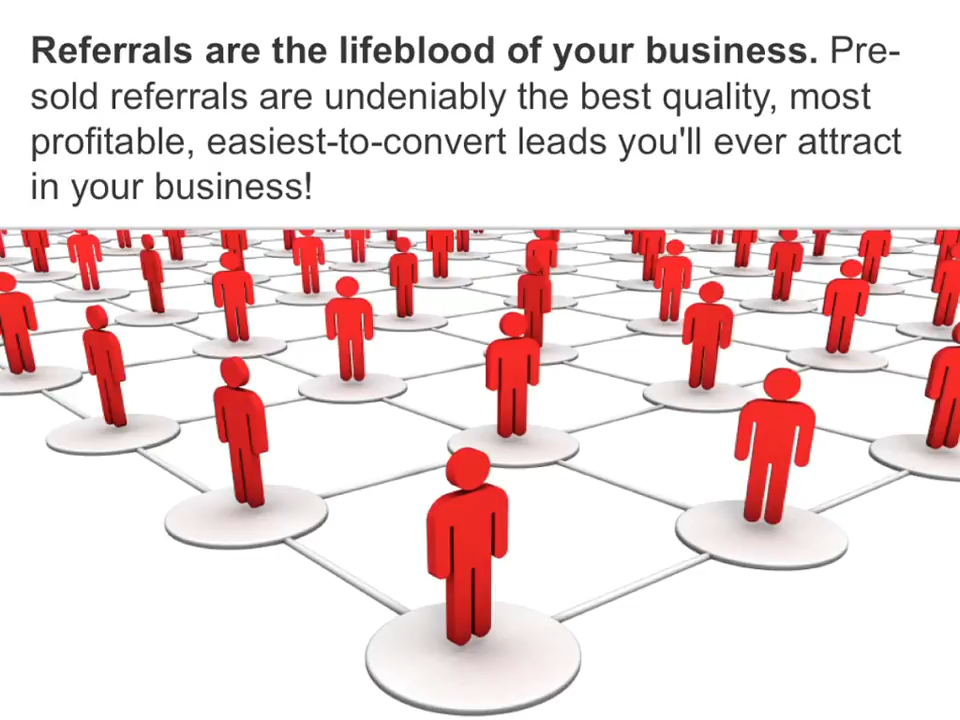 Referrals are the lifeblood of your business. Pre-
sold referrals are undeniably the best quality, most
profitable, easiest-to-convert leads you'll ever attract
in your business!